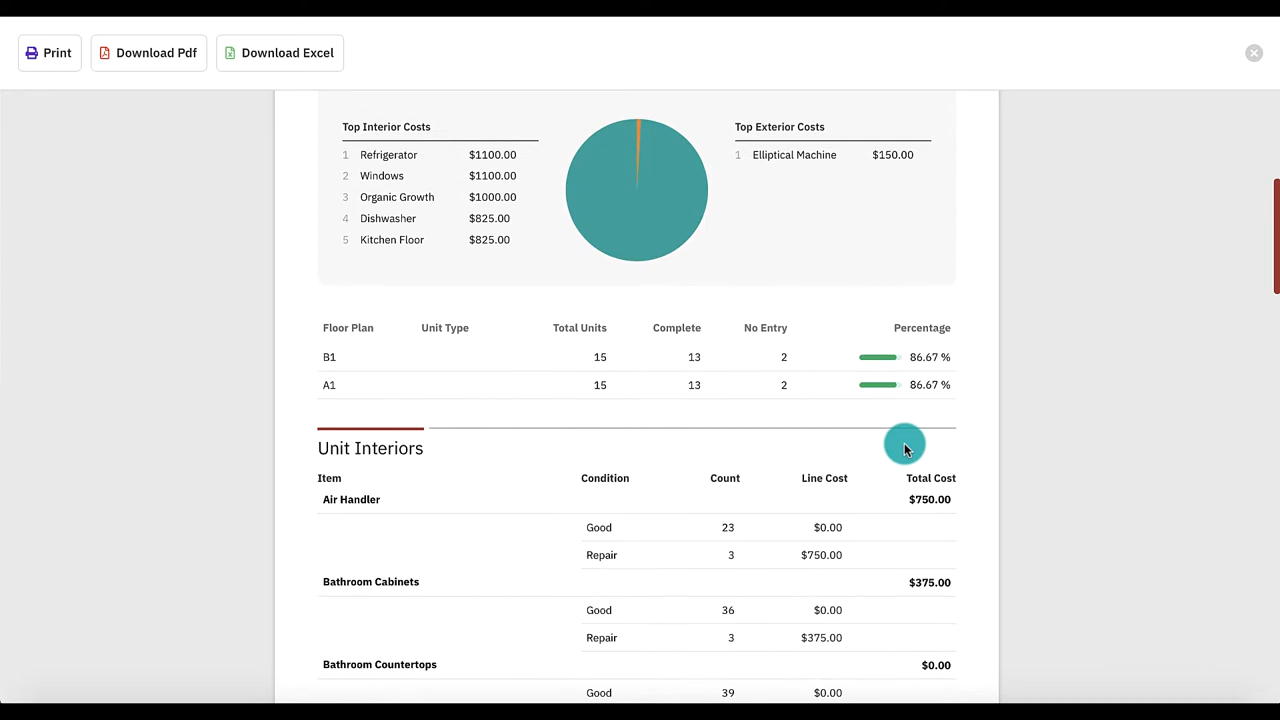 Print Download Pdf Download Excel
Top Interior Costs
1 Refrigerator $1100.00
2 Windows $1100.00
3 Organic Growth $1000.00
4 Dishwasher $825.00
5 Kitchen Floor $825.00
Top Exterior Costs
1 Elliptical Machine $150.00
Floor Plan Unit Type Total Units Complete No Entry Percentage
B1 15 13 2 86.67 %
A1 15 13 2 86.67 %
Unit Interiors
Item Condition Count Line Cost Total Cost
Air Handler $750.00
Good 23 $0.00
Repair 3 $750.00
Bathroom Cabinets $375.00
Good 36 $0.00
Repair 3 $375.00
Bathroom Countertops $0.00
Good 39 $0.00